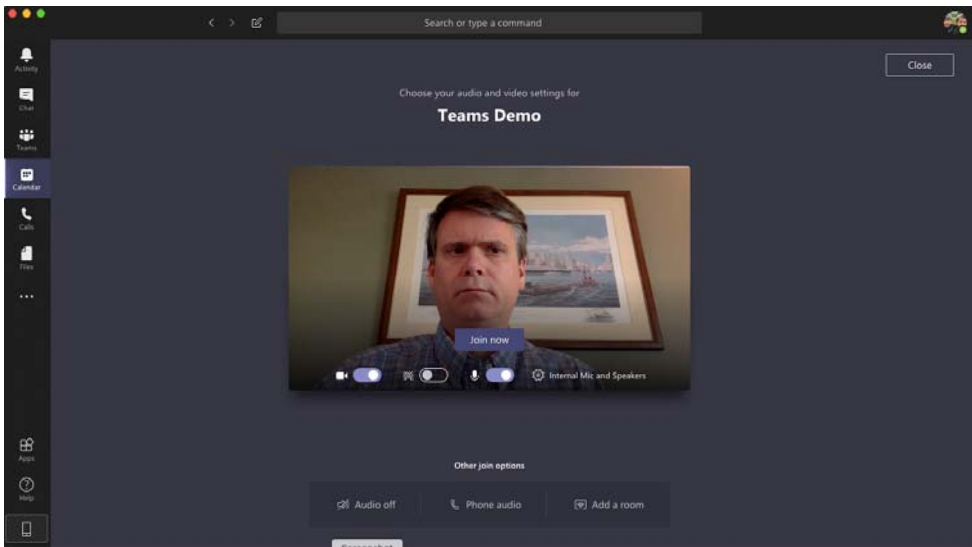 Search or type a command
Activity
Close
Chat
Choose your audio and video settings for
Teams Demo
Teams
Calendar
Calls
Files
Join now
Internal Mic and Speakers
Apps
Other join options
Help
Audio off
Phone audio
Add a room
Screenshot